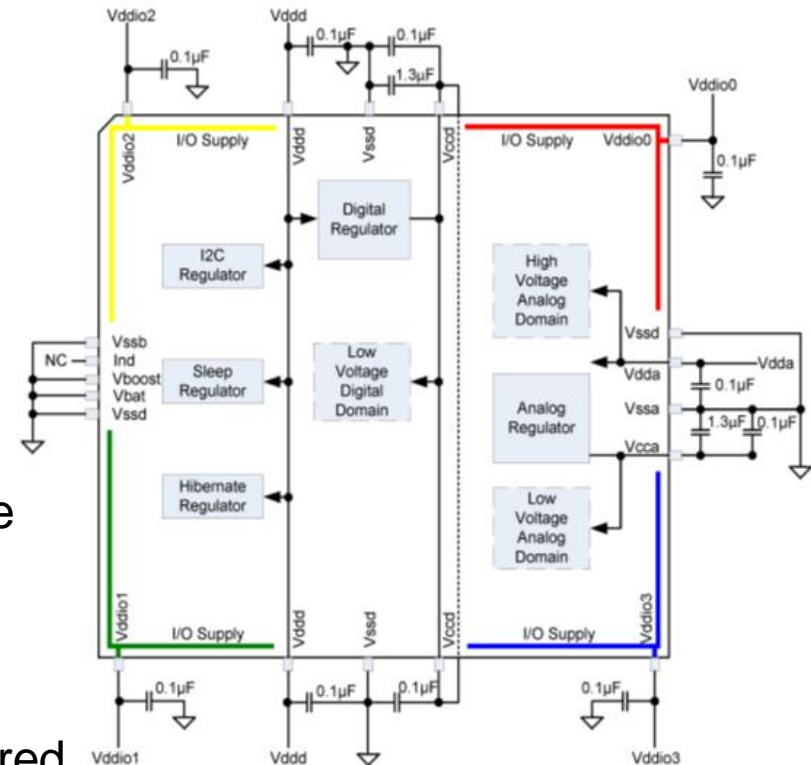 Vddio2
Vddd
0.1µF
0.1µF
0.1µF
1.3µF
Vddio0
0.1µF
I/O Supply
I/O Supply
Vddio0
Vddio2
Vddd
Vssd
Vccd
Digital
Regulator
I2C
Regulator
High
Voltage
Analog
Domain
Vssd
Vssb
NC
Ind
Vboost
Vbat
Vssd
Sleep
Regulator
Low
Voltage
Digital
Domain
Vdda
Vdda
0.1µF
Analog
Regulator
Vssa
1.3µF
0.1µF
Vcca
Hibernate
Regulator
Low
Voltage
Analog
Domain
e
Vddio1
Vddd
Vssd
Vccd
Vddio3
I/O Supply
I/O Supply
0.1µF
0.1µF
0.1µF
0.1µF
red
Vddio1
Vddd
Vddio3